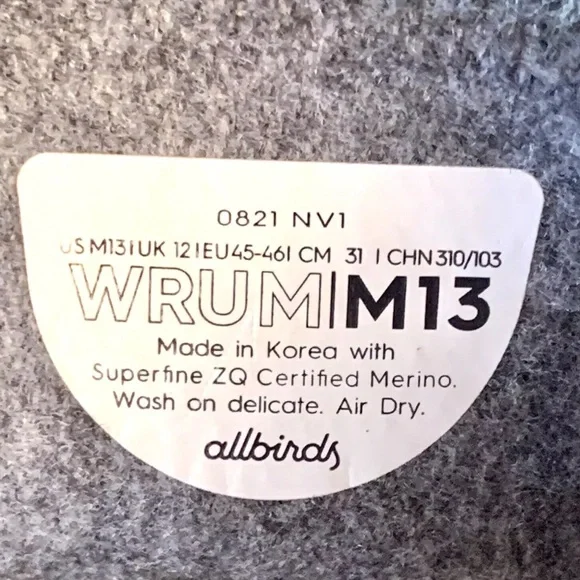 0821 NV1
US M13 | UK 12 | EU 45-46 | CM 31 | CHN 310/103
WRUM|M13
Made in Korea with
Superfine ZQ Certified Merino.
Wash on delicate. Air Dry.
allbirds